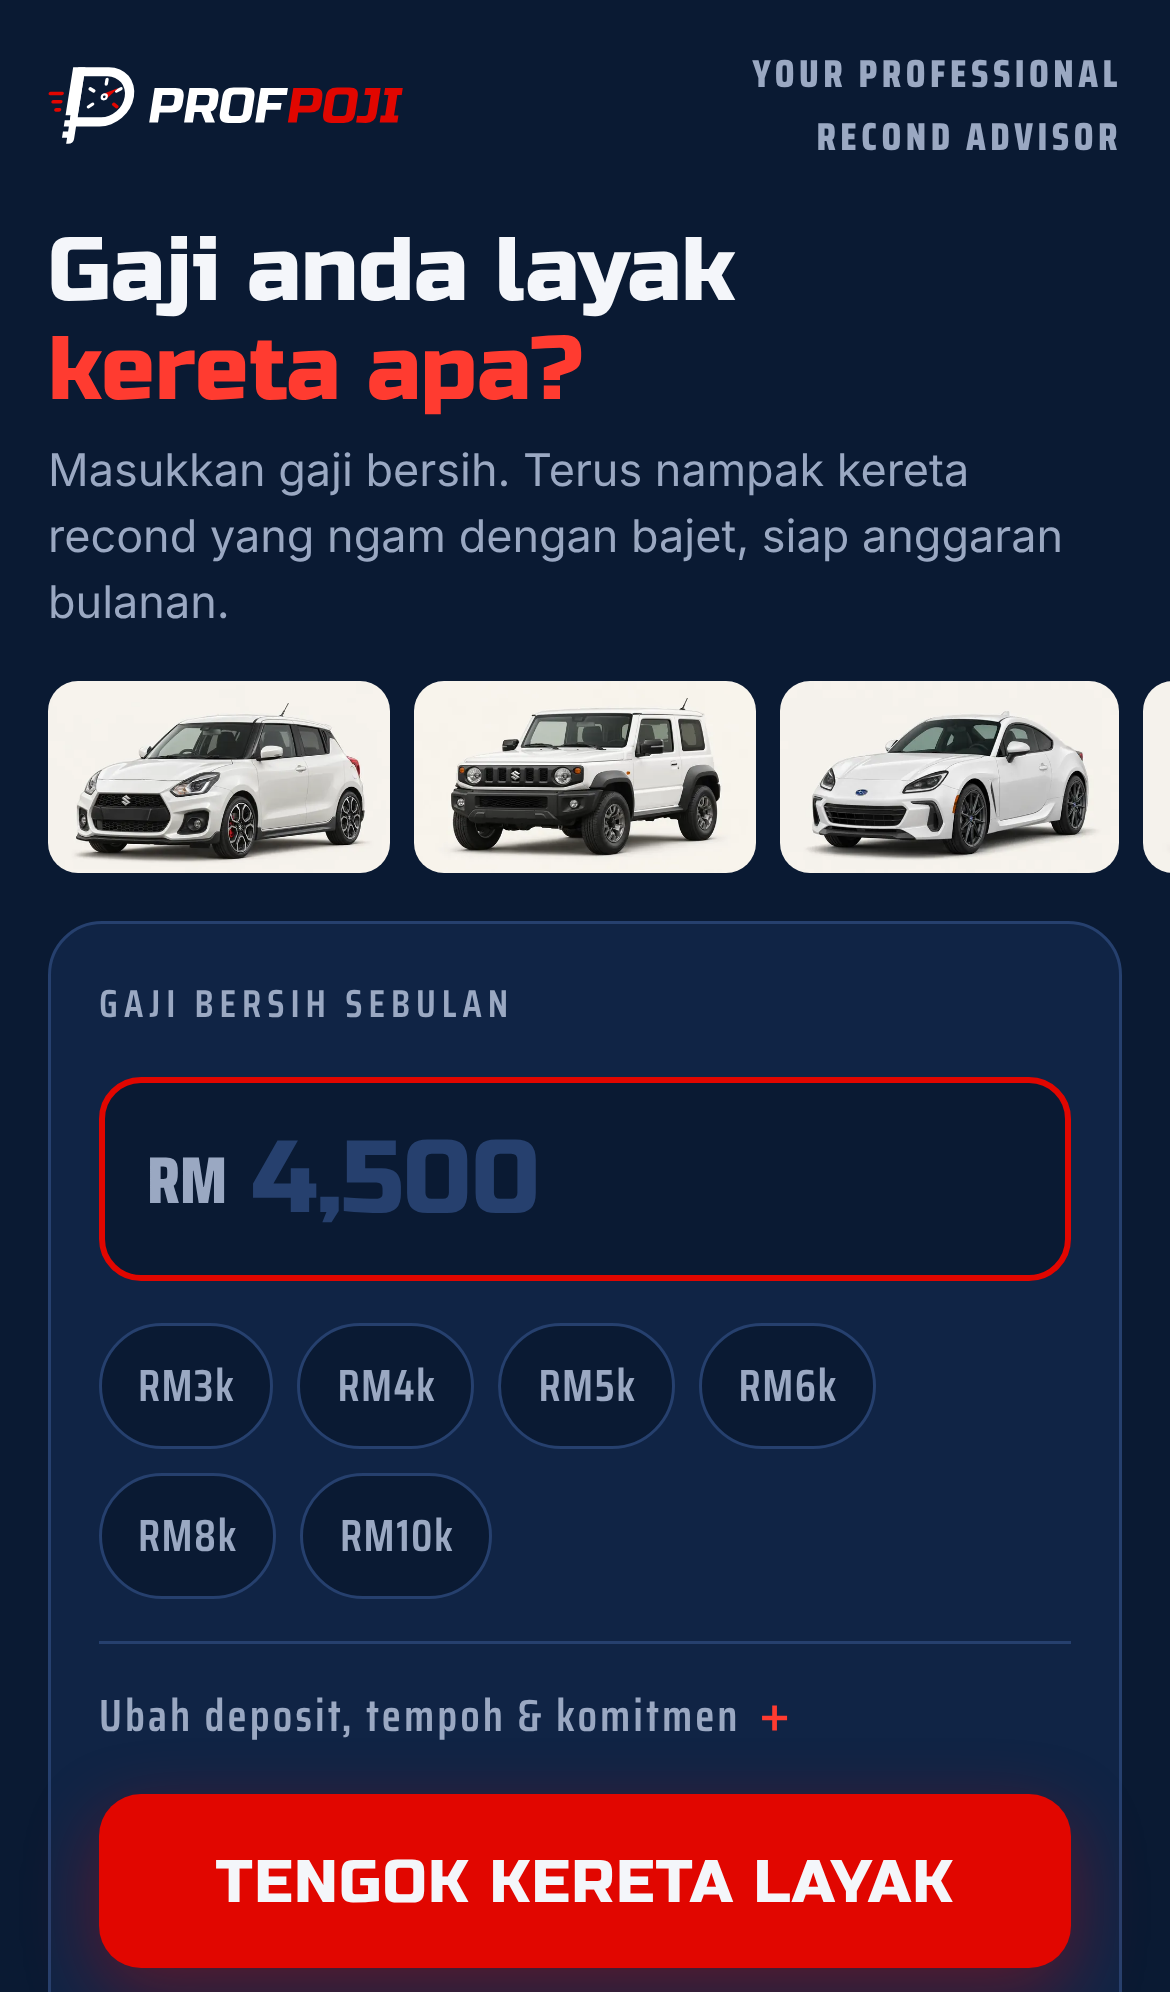 PROFPOJI
YOUR PROFESSIONAL
RECOND ADVISOR
Gaji anda layak
kereta apa?
Masukkan gaji bersih. Terus nampak kereta
recond yang ngam dengan bajet, siap anggaran
bulanan.
GAJI BERSIH SEBULAN
RM 4,500
RM3k RM4k RM5k RM6k
RM8k RM10k
Ubah deposit, tempoh & komitmen +
TENGOK KERETA LAYAK